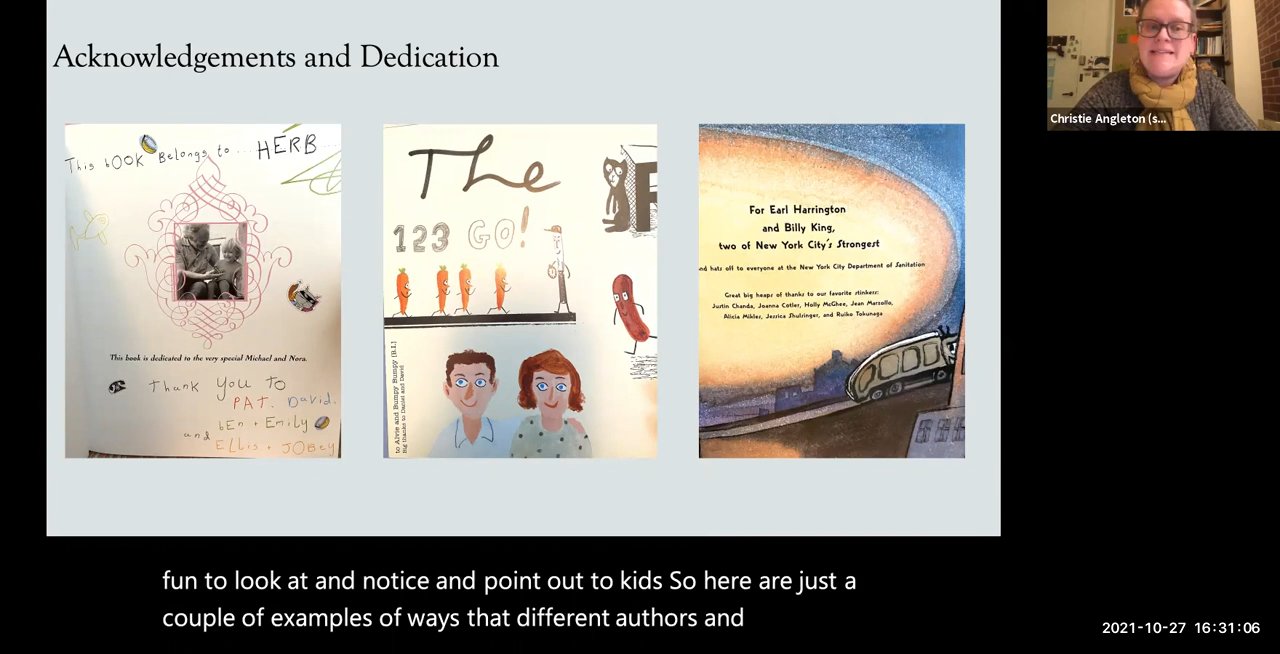 Acknowledgements and Dedication
This bOOK Belongs to... HERB
This book is dedicated to the very special Michael and Nora.
Thank You TO
PAT. David.
bEn + Emily
and
ELLis + JOBey
The
123 GO!
to Alvie and Bumpy Bumpy (B.I.)
Big thanks to Daniel and David
For Earl Harrington
and Billy King,
two of New York City's Strongest
nd hats off to everyone at the New York City Department of Sanitation
Great big heaps of thanks to our favorite stinkers:
Justin Chanda, Joanna Cotler, Holly McGhee, Jean Marzollo,
Alicia Mikles, Jessica Shulsinger, and Ruiko Tokunaga
Christie Angleton (s...
fun to look at and notice and point out to kids So here are just a
couple of examples of ways that different authors and
2021-10-27 16:31:06